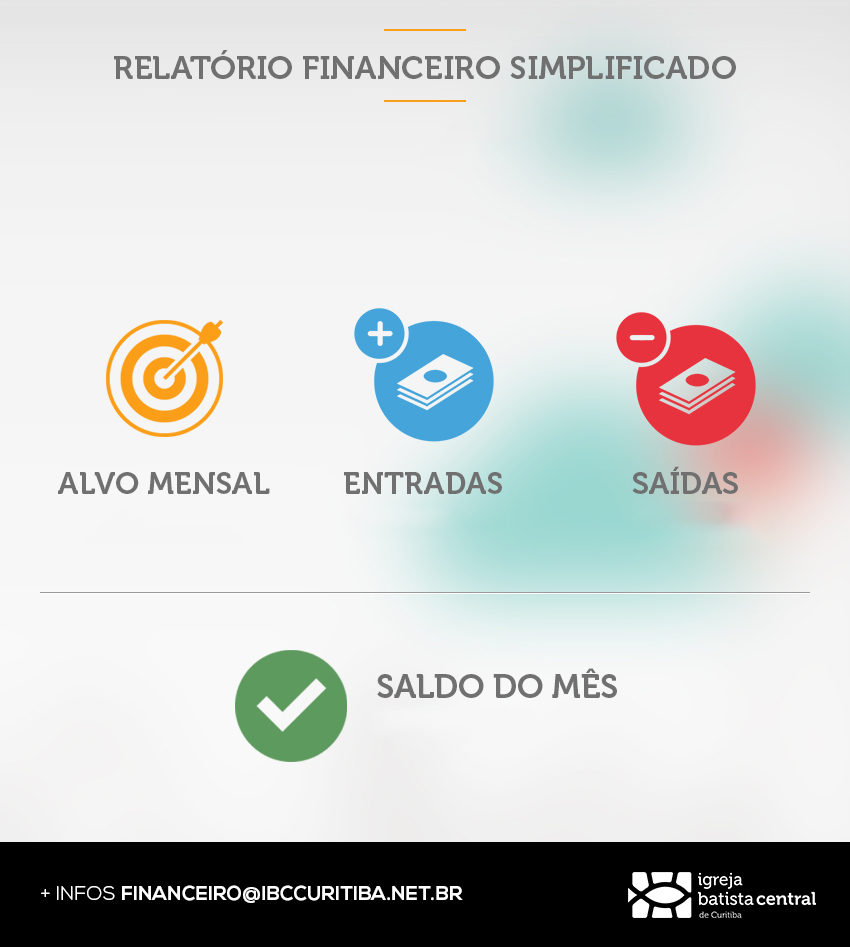 RELATÓRIO FINANCEIRO SIMPLIFICADO
ALVO MENSAL
ENTRADAS
SAÍDAS
SALDO DO MÊS
+ INFOS FINANCEIRO@IBCCURITIBA.NET.BR
igreja
batista central
de Curitiba